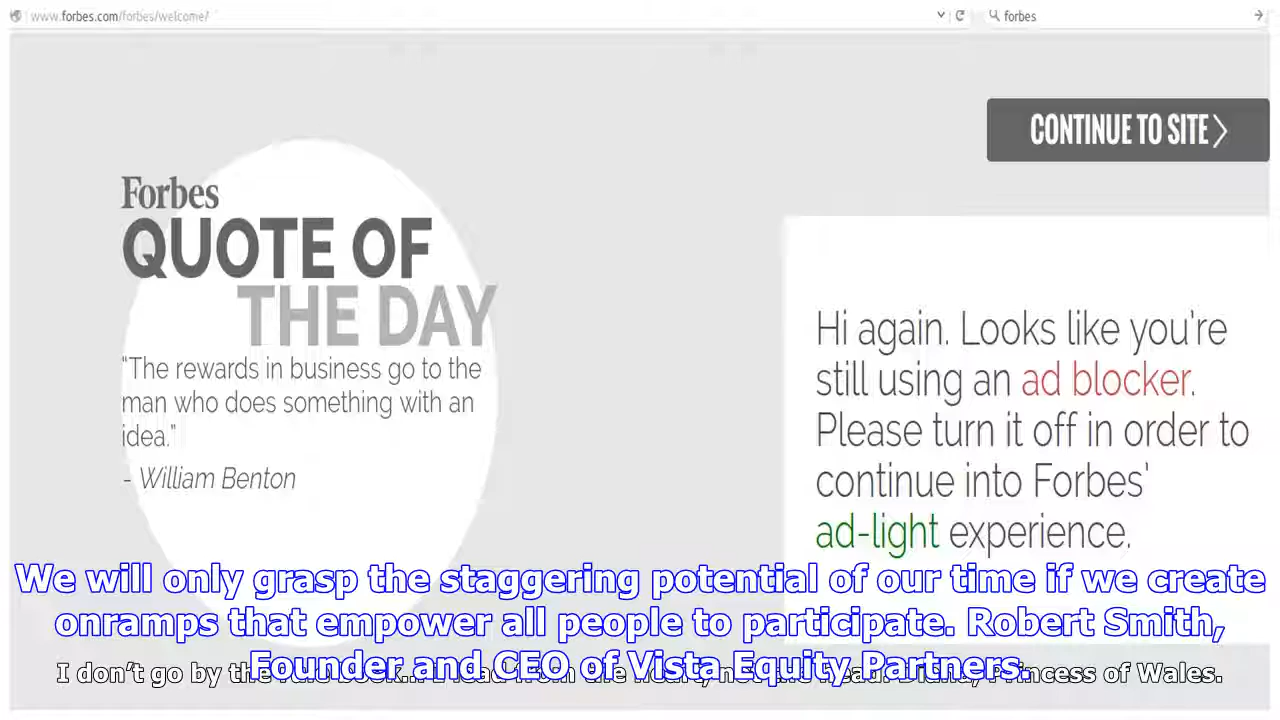 www.forbes.com/forbes/welcome/
forbes
CONTINUE TO SITE
Forbes
QUOTE OF
THE DAY
"The rewards in business go to the
man who does something with an
idea."
- William Benton
Hi again. Looks like you're
still using an ad blocker.
Please turn it off in order to
continue into Forbes'
ad-light experience.
We will only grasp the staggering potential of our time if we create
onramps that empower all people to participate. Robert Smith,
Founder and CEO of Vista Equity Partners.
I don’t go by the Princess of Wales.